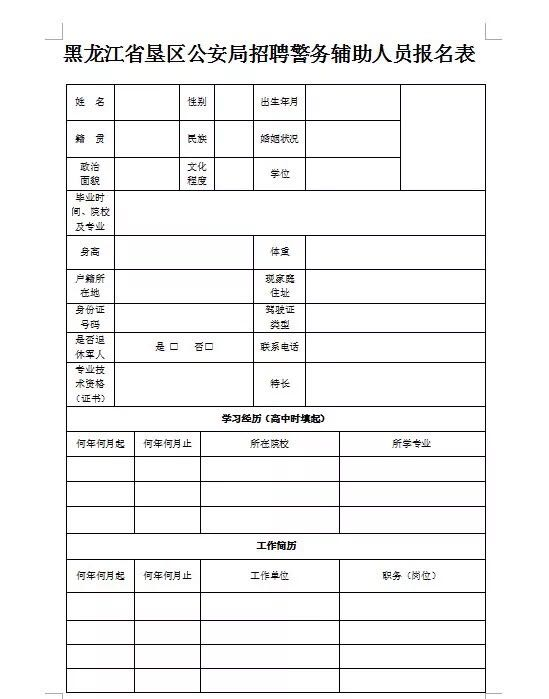 黑龙江省垦区公安局招聘警务辅助人员报名表
姓 名 性别 出生年月
籍 贯 民族 婚姻状况
政治
面貌
文化
程度
学位
毕业时
间、院校
及专业
身高 体重
户籍所
在地
现家庭
住址
身份证
号码
驾驶证
类型
是否退
休军人
是 □ 否□
联系电话
专业技
术资格
（证书）
特长
学习经历（高中时填起）
何年何月起 何年何月止 所在院校 所学专业
工作简历
何年何月起 何年何月止 工作单位 职务（岗位）